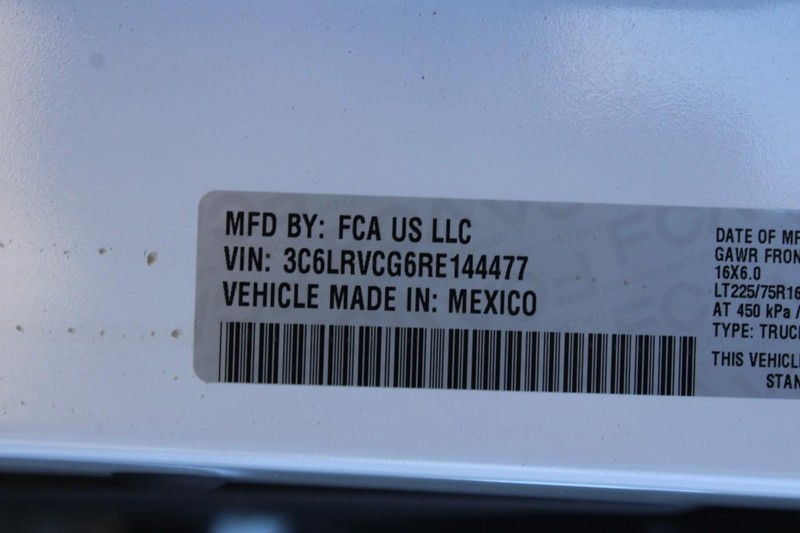 MFD BY: FCA US LLC
VIN: 3C6LRVCG6RE144477
VEHICLE MADE IN: MEXICO
DATE OF MF
GAWR FRON
16X6.0
LT225/75R16
AT 450 kPa /
TYPE: TRUC
THIS VEHICL
STAN